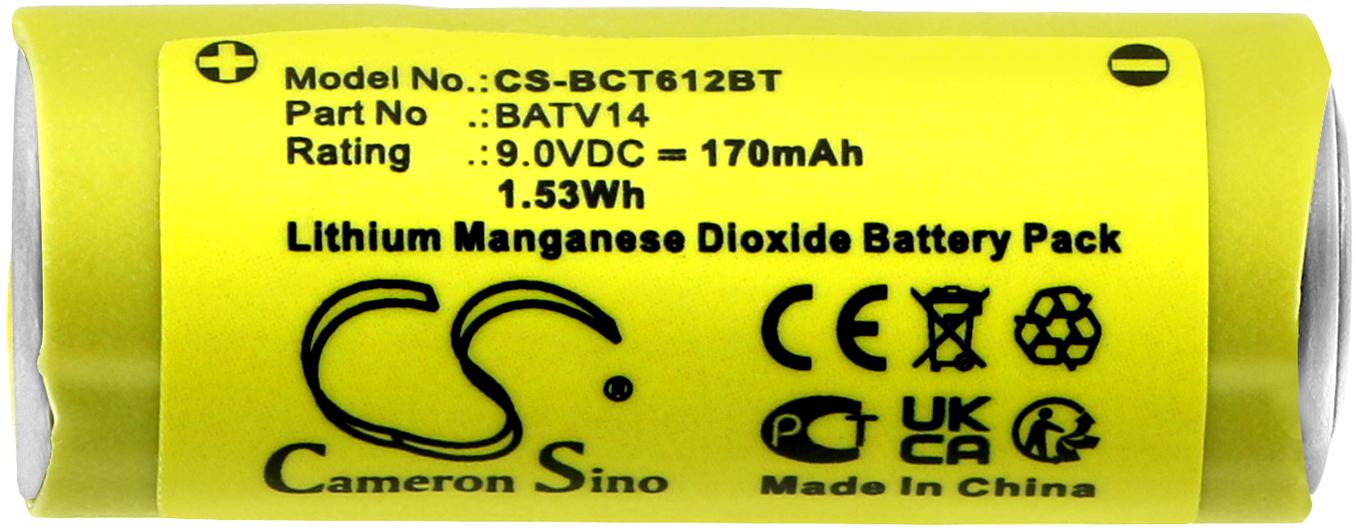 Model No.:CS-BCT612BT
Part No .:BATV14
Rating .:9.0VDC = 170mAh
1.53Wh
Lithium Manganese Dioxide Battery Pack
CS®
CE
PCT UK CA
Cameron Sino
Made In China